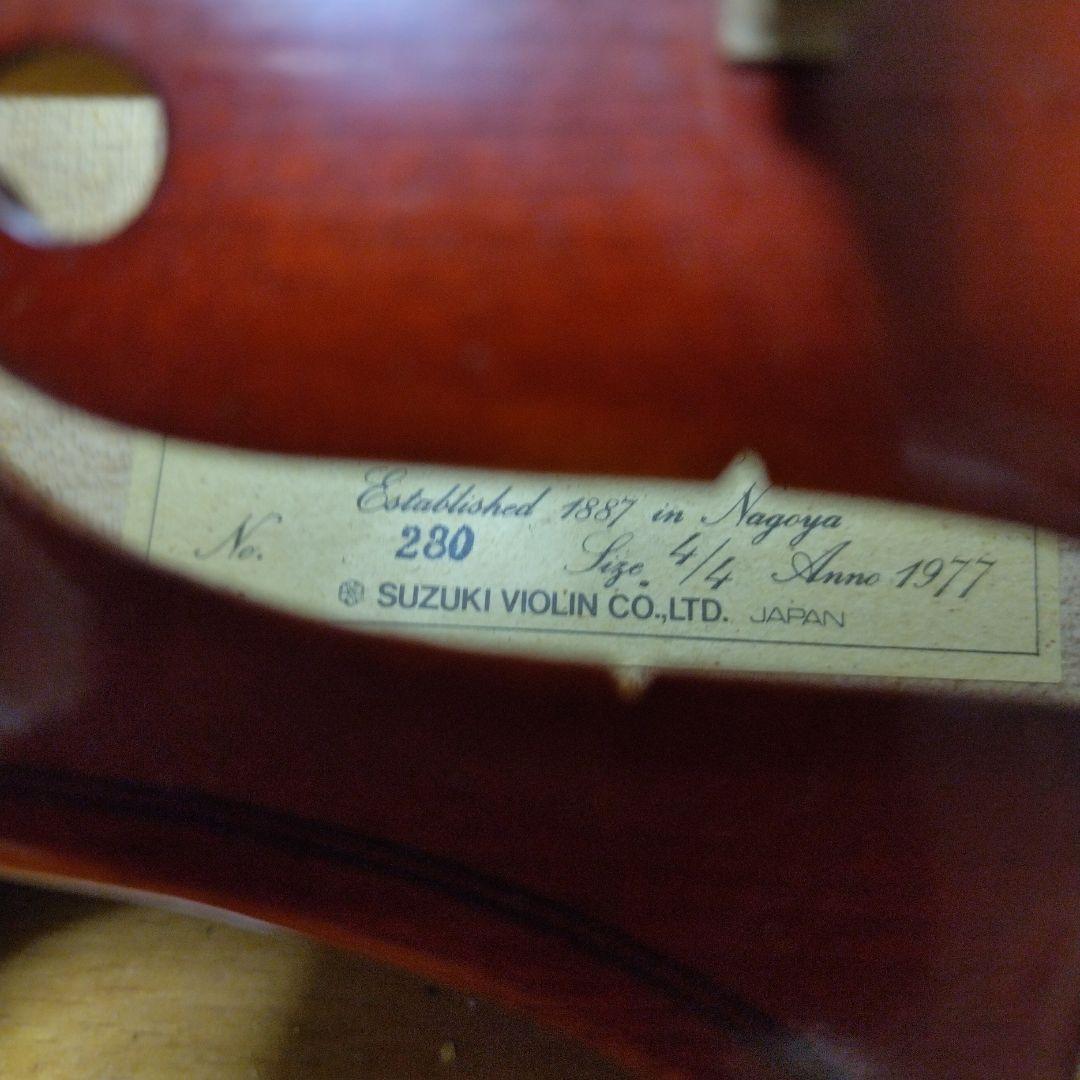 Established 1887 in Nagoya
No. 280 Size 4/4 Anno 1977
SUZUKI VIOLIN CO.,LTD. JAPAN